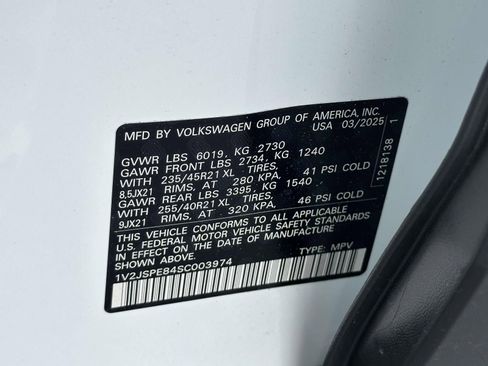 MFD BY VOLKSWAGEN GROUP OF AMERICA, INC.
USA 03/2025
GVWR LBS 6019, KG 2730
GAWR FRONT LBS 2734, KG 1240
WITH 235/45R21 XL TIRES,
8,5JX21 RIMS, AT 280 KPA, 41 PSI COLD
GAWR REAR LBS 3395, KG 1540
WITH 255/40R21 XL TIRES,
9JX21 RIMS, AT 320 KPA, 46 PSI COLD
THIS VEHICLE CONFORMS TO ALL APPLICABLE
U.S. FEDERAL MOTOR VEHICLE SAFETY STANDARDS
IN EFFECT ON THE DATE OF MANUFACTURE
SHOWN ABOVE.
1V2JSPE84SC003974 TYPE: MPV
1218138 1